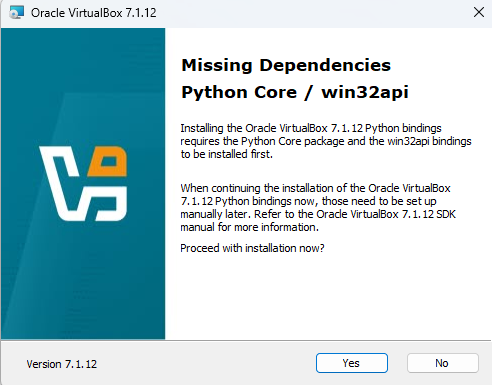 Oracle VirtualBox 7.1.12
Missing Dependencies
Python Core / win32api
Installing the Oracle VirtualBox 7.1.12 Python bindings
requires the Python Core package and the win32api bindings
to be installed first.
When continuing the installation of the Oracle VirtualBox
7.1.12 Python bindings now, those need to be set up
manually later. Refer to the Oracle VirtualBox 7.1.12 SDK
manual for more information.
Proceed with installation now?
Version 7.1.12
Yes
No